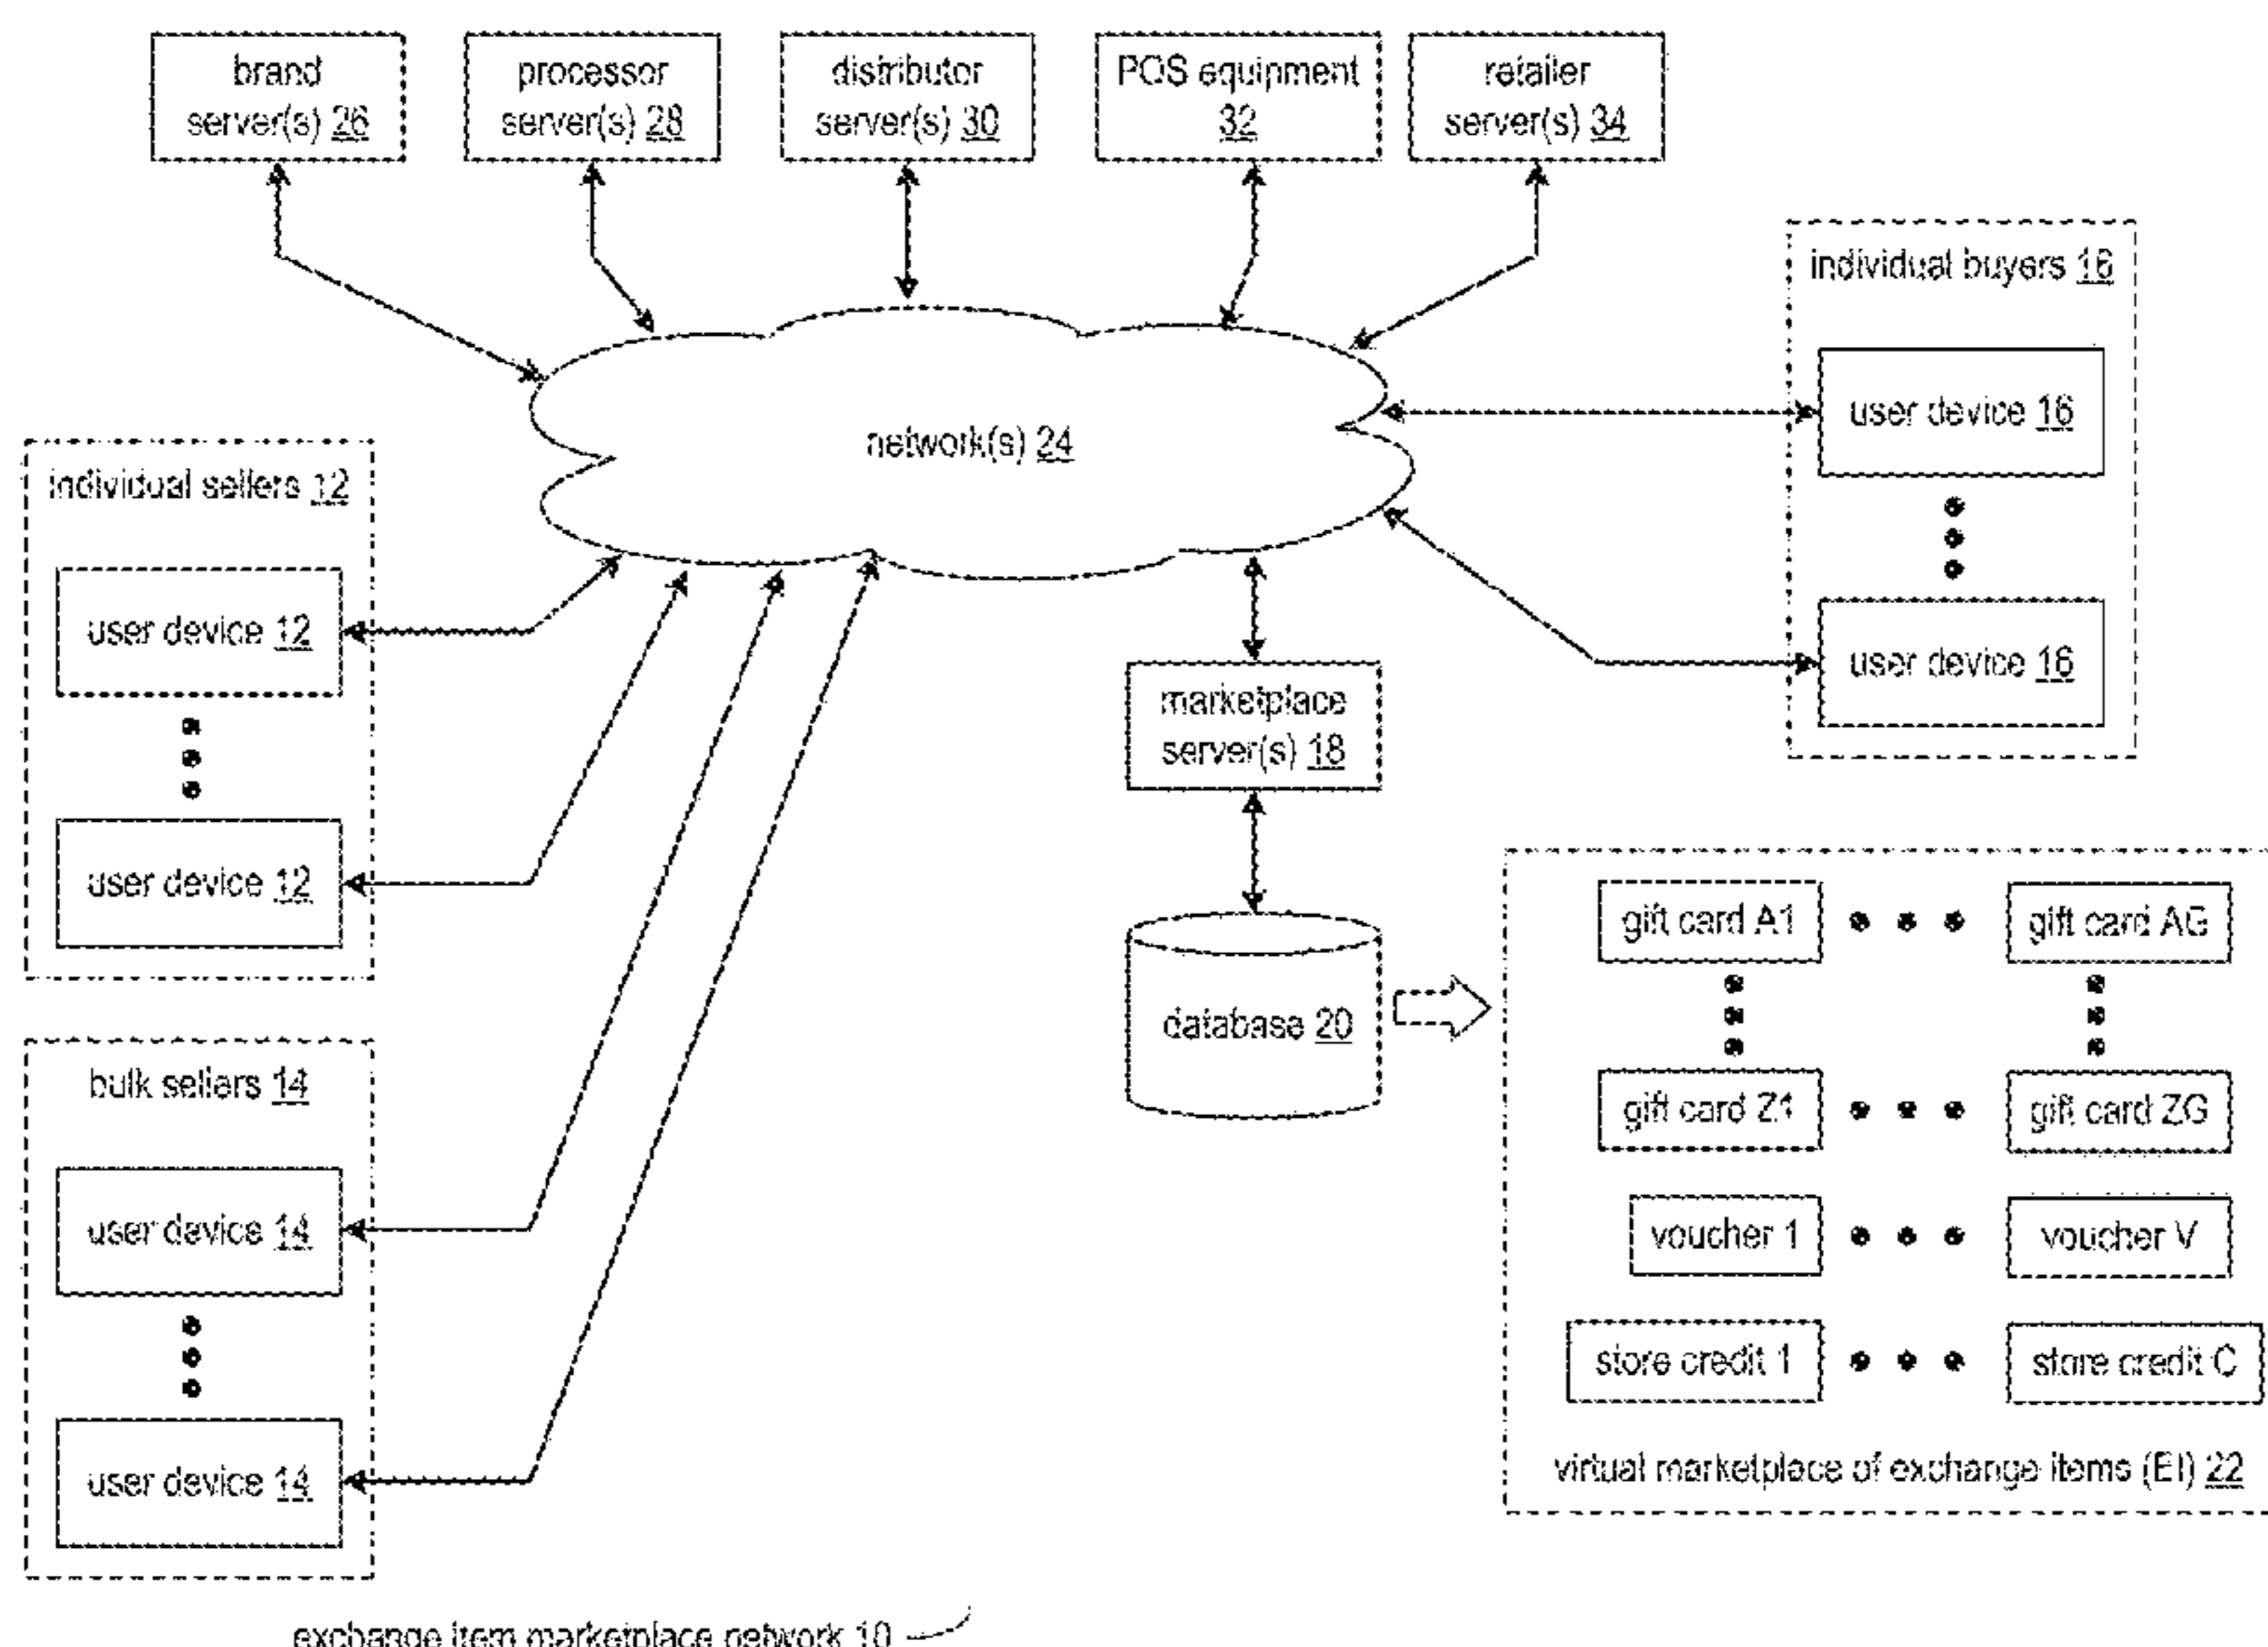 brand
server(s) 26
processor
server(s) 28
distributor
server(s) 30
POS equipment
32
retailer
server(s) 34
individual buyers 16
user device 16
user device 16
network(s) 24
individual sellers 12
user device 12
user device 12
marketplace
server(s) 18
database 20
bulk sellers 14
user device 14
user device 14
gift card A1
gift card AG
gift card Z1
gift card ZG
voucher 1
voucher V
store credit 1
store credit C
virtual marketplace of exchange items (EI) 22
exchange item marketplace network 10